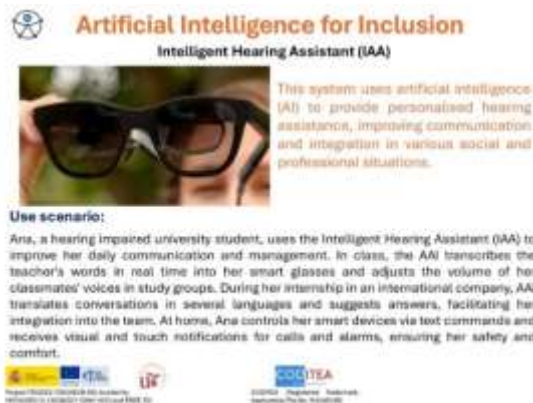 Artificial Intelligence for Inclusion
Intelligent Hearing Assistant (IAA)
This system uses artificial intelligence
(AI) to provide personalised hearing
assistance, improving communication
and integration in various social and
professional situations.
Use scenario:
Ana, a hearing impaired university student, uses the Intelligent Hearing Assistant (IAA) to
improve her daily communication and management. In class, the AAI transcribes the
teacher's words in real time into her smart glasses and adjusts the volume of her
classmates' voices in study groups. During her internship in an international company, AAI
translates conversations in several languages and suggests answers, facilitating her
integration into the team. At home, Ana controls her smart devices via text commands and
receives visual and touch notifications for calls and alarms, ensuring her safety and
comfort.